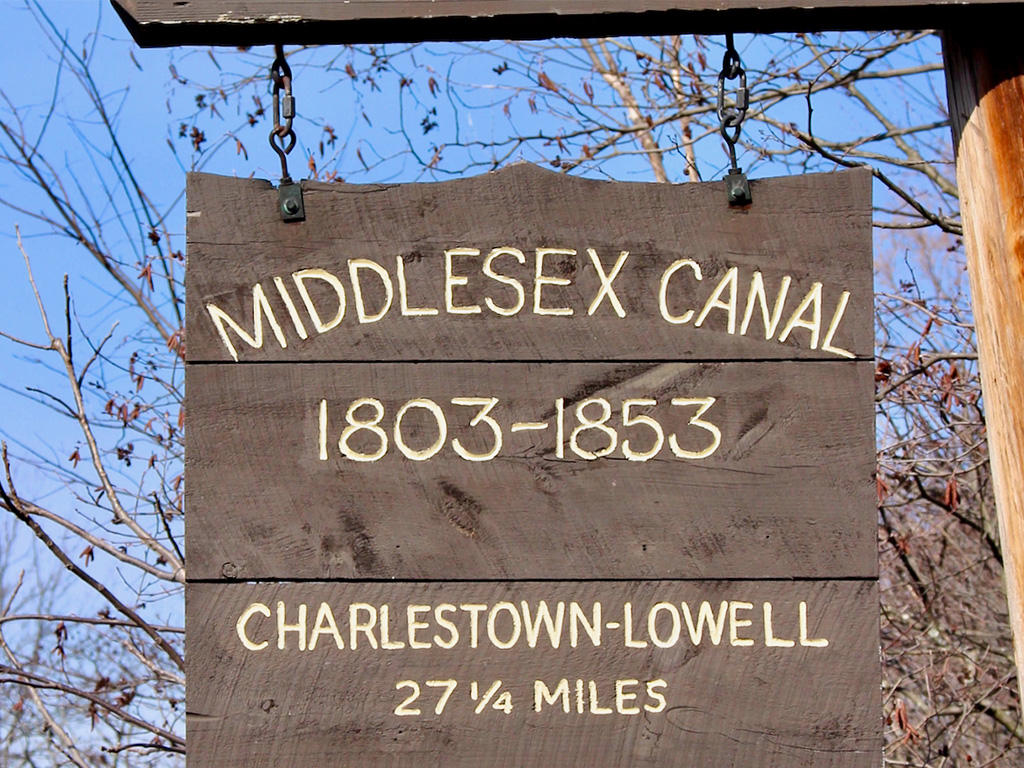 MIDDLESEX CANAL
1803-1853
CHARLESTOWN-LOWELL
27 ¼ MILES